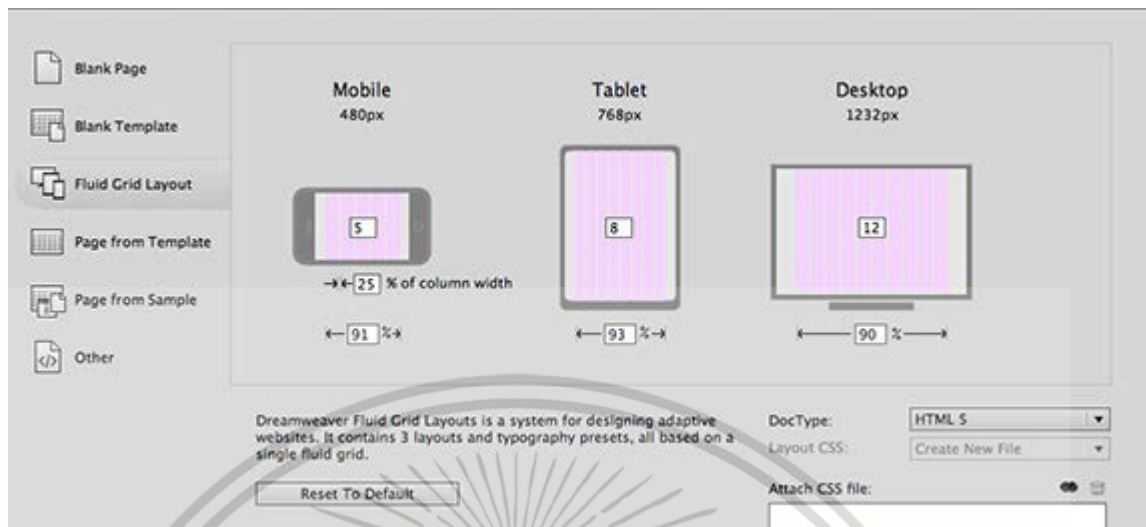 Blank Page
Blank Template
Fluid Grid Layout
Page from Template
Page from Sample
Other
Mobile
480px
Tablet
768px
Desktop
1232px
5
8
12
25 % of column width
91 %
93 %
90 %
Dreamweaver Fluid Grid Layouts is a system for designing adaptive
websites. It contains 3 layouts and typography presets, all based on a
single fluid grid.
Reset To Default
DocType: HTML 5
Layout CSS: Create New File
Attach CSS file: